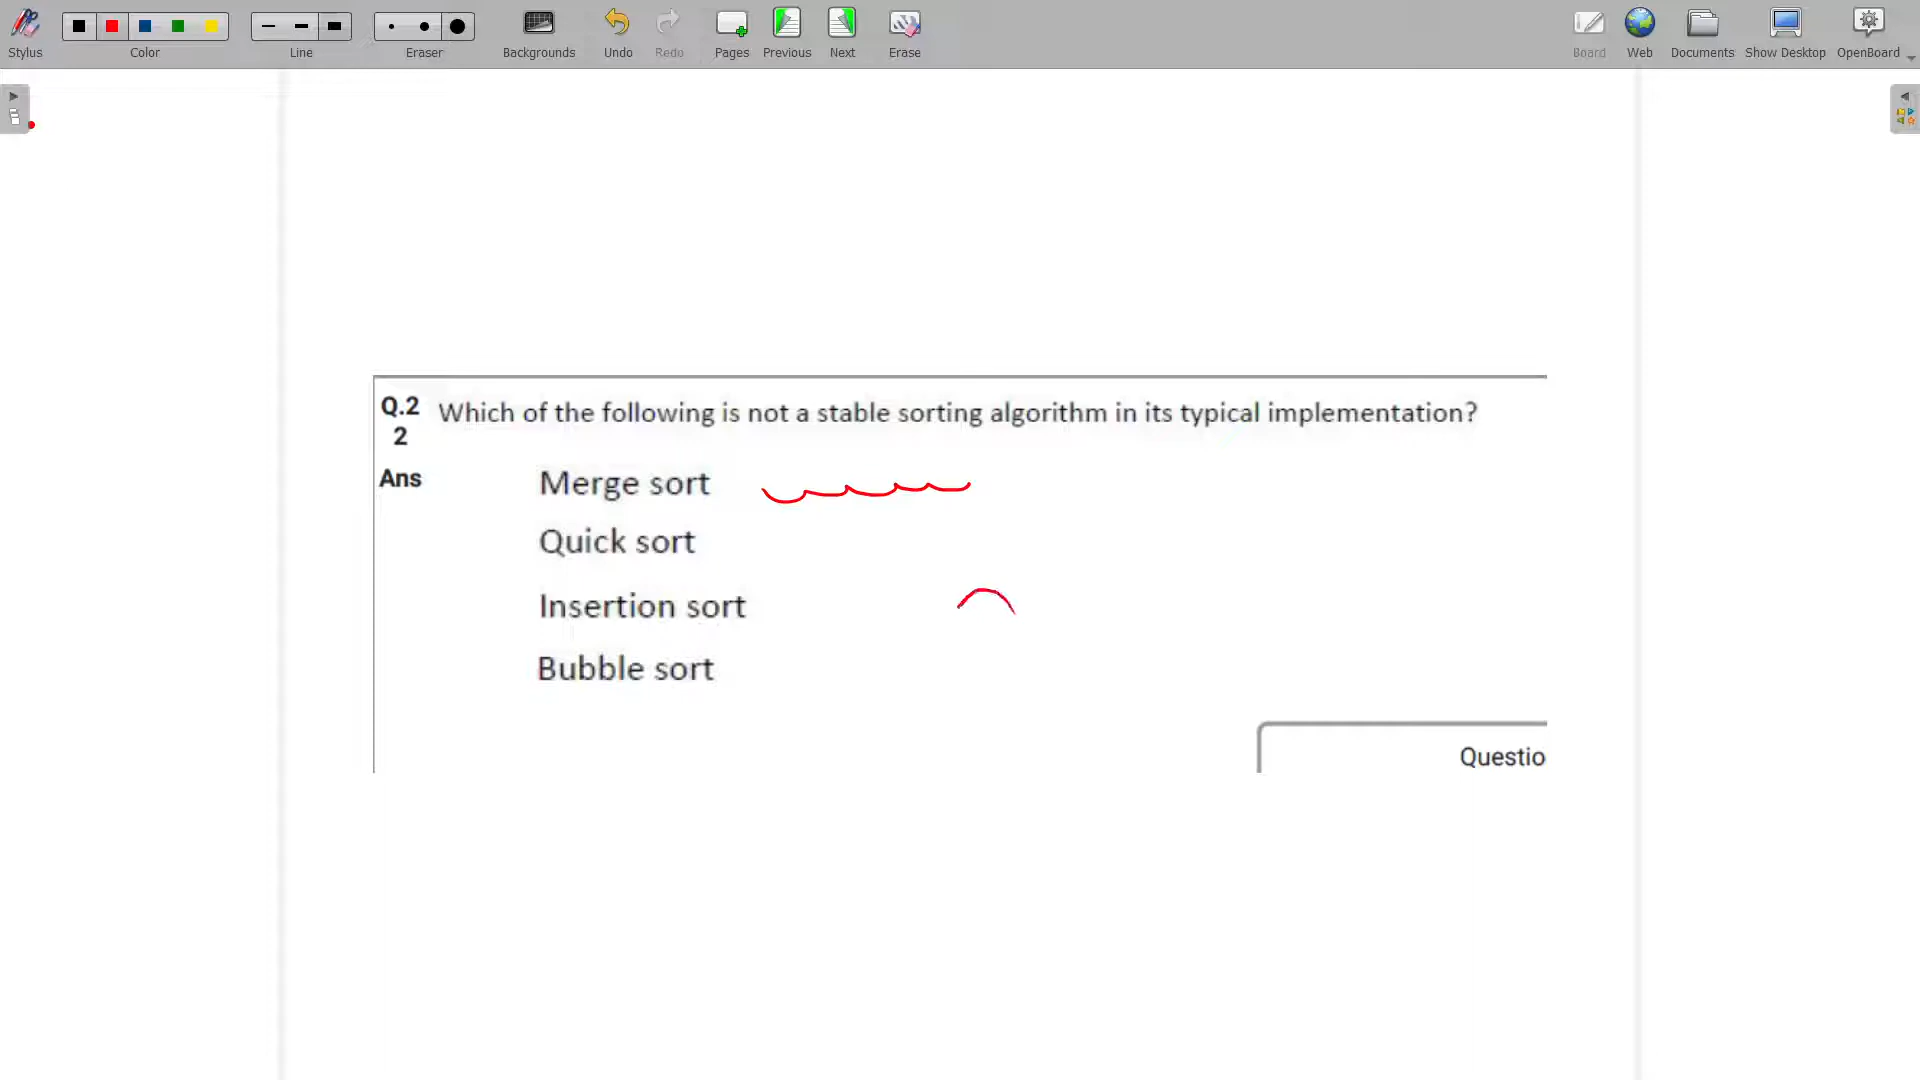 Stylus Color Line Eraser Backgrounds Undo Redo Pages Previous Next Erase Board Web Documents Show Desktop OpenBoard
Q.2
2
Which of the following is not a stable sorting algorithm in its typical implementation?
Ans
Merge sort
Quick sort
Insertion sort
Bubble sort
Questio